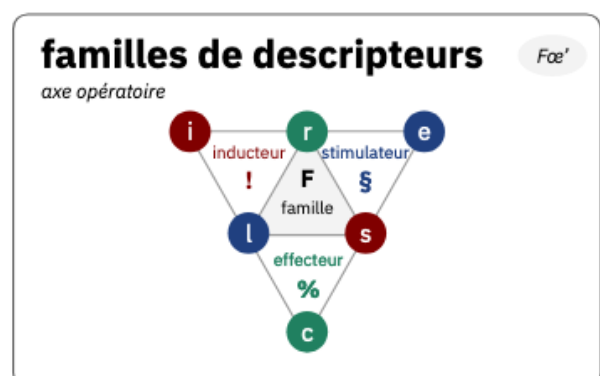 familles de descripteurs
Fœ’
axe opératoire
i r e
inducteur stimulateur
! F §
famille
l s
effecteur
%
c